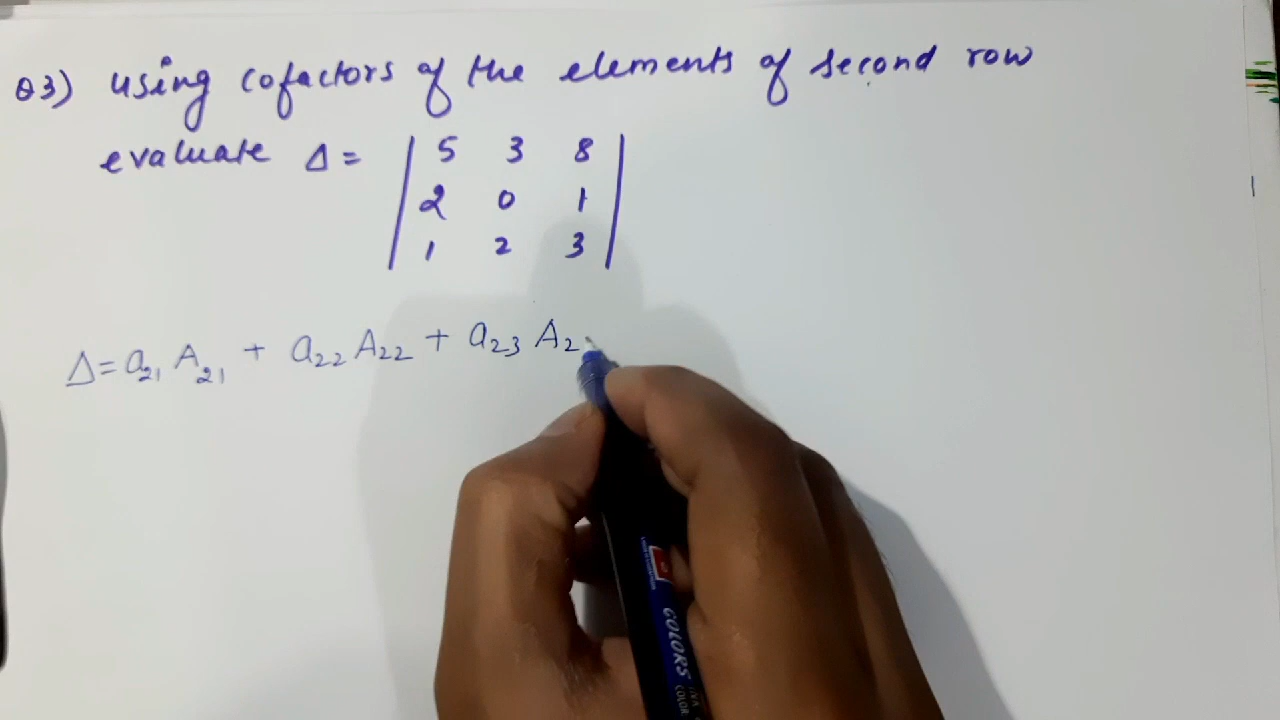 Q3) Using cofactors of the elements of second row
evaluate Δ = | 5 3 8 |
| 2 0 1 |
| 1 2 3 |
Δ = a21 A21 + a22 A22 + a23 A2
COLORS